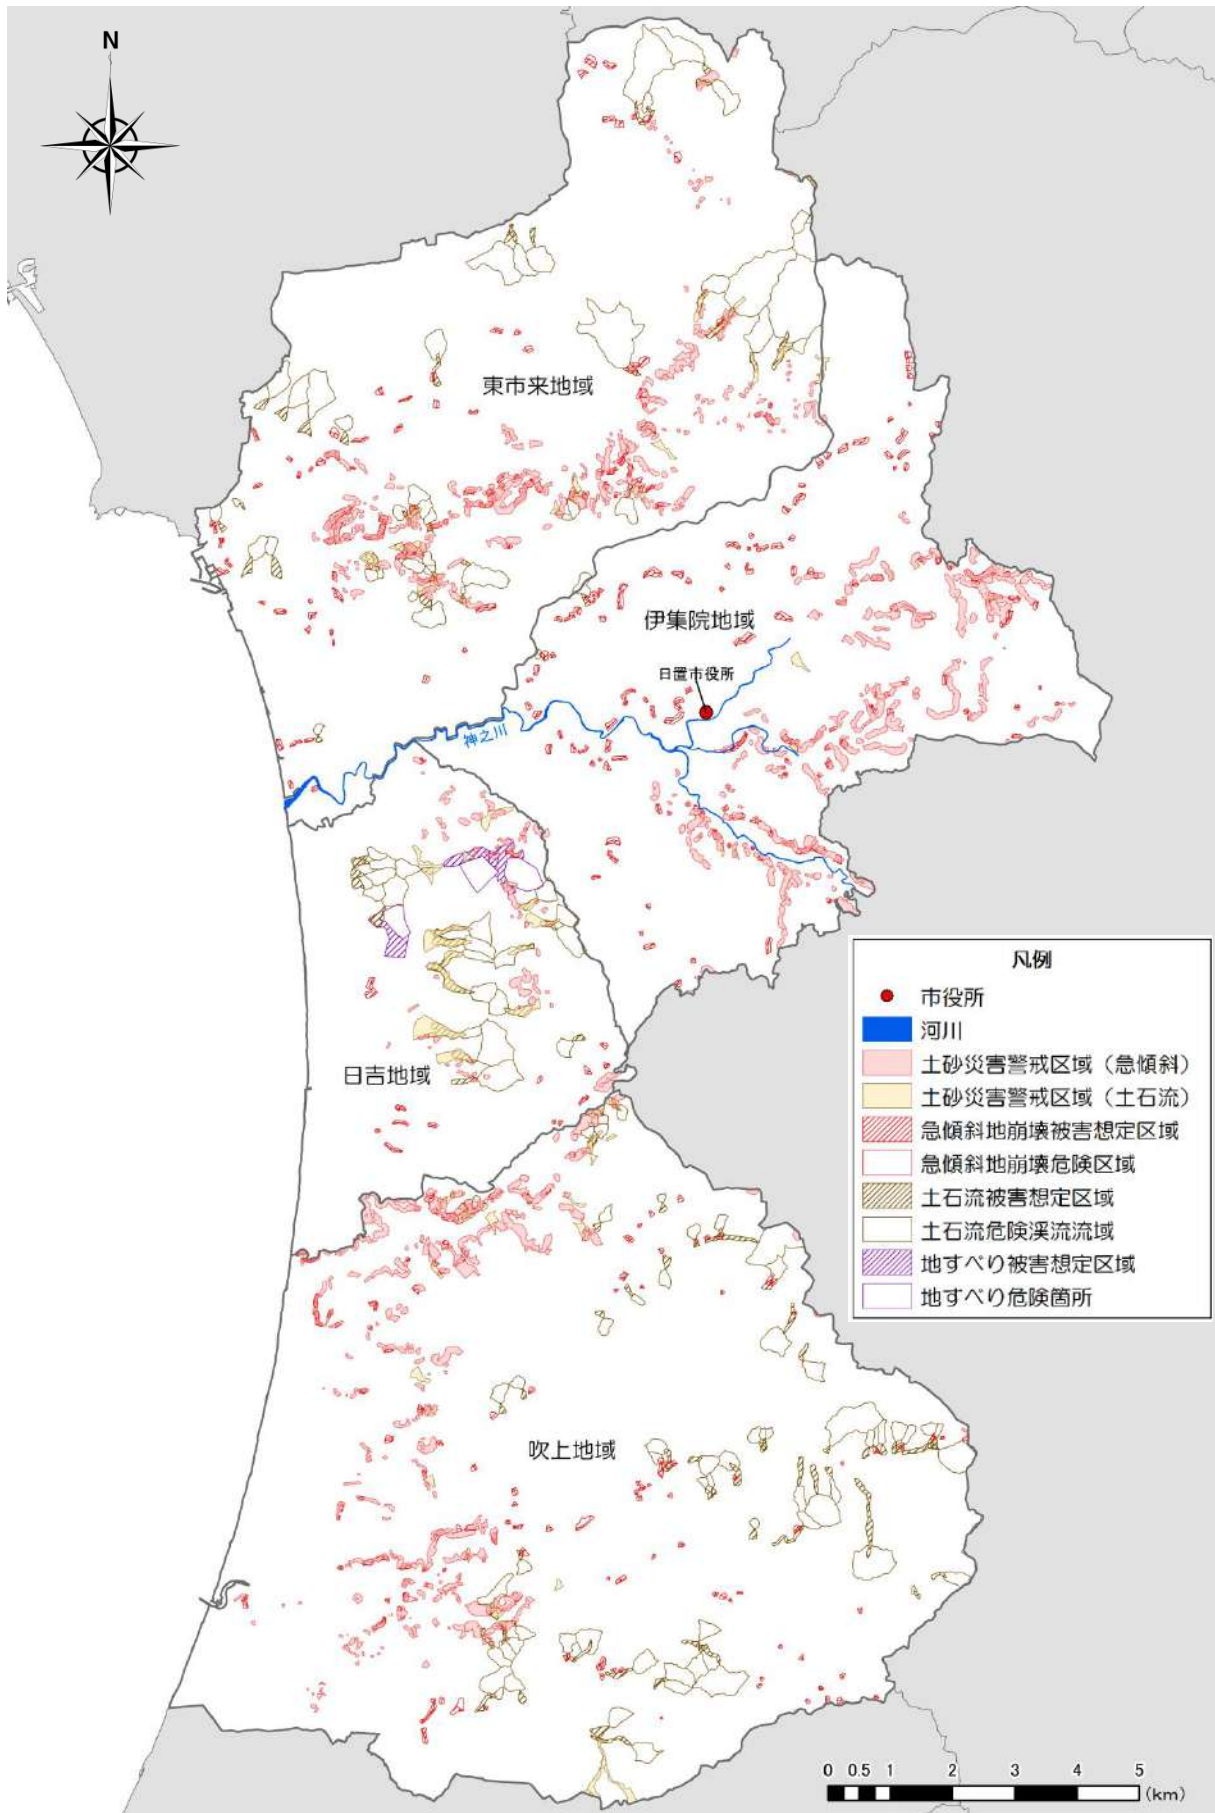 N
東市来地域
伊集院地域
日置市役所
神之川
日吉地域
吹上地域
凡例
市役所
河川
土砂災害警戒区域（急傾斜）
土砂災害警戒区域（土石流）
急傾斜地崩壊被害想定区域
急傾斜地崩壊危険区域
土石流被害想定区域
土石流危険渓流流域
地すべり被害想定区域
地すべり危険箇所
0 0.5 1 2 3 4 5
(km)